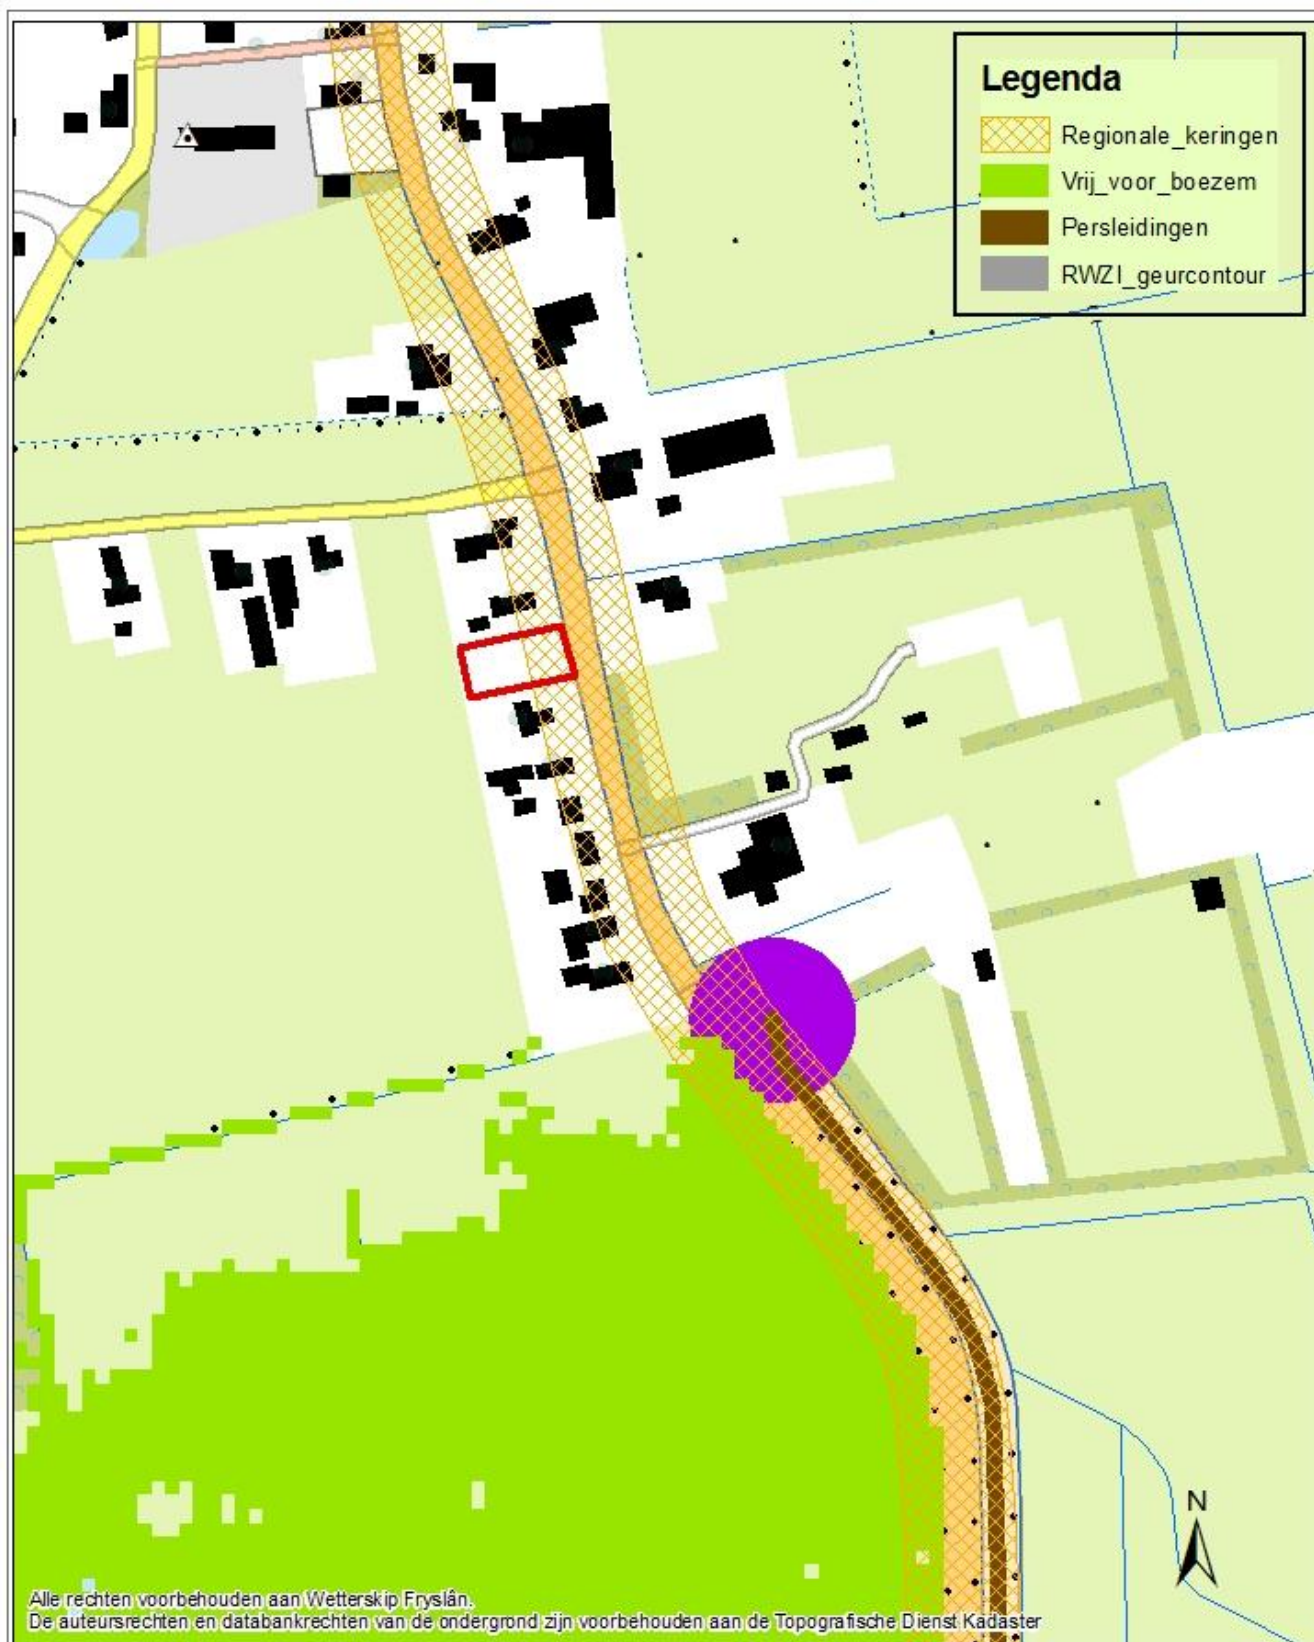 Legenda
Regionale_keringen
Vrij_voor_boezem
Persleidingen
RWZI_geurcontour
N
Alle rechten voorbehouden aan Wetterskip Fryslân.
De auteursrechten en databankrechten van de ondergrond zijn voorbehouden aan de Topografische Dienst Kadaster